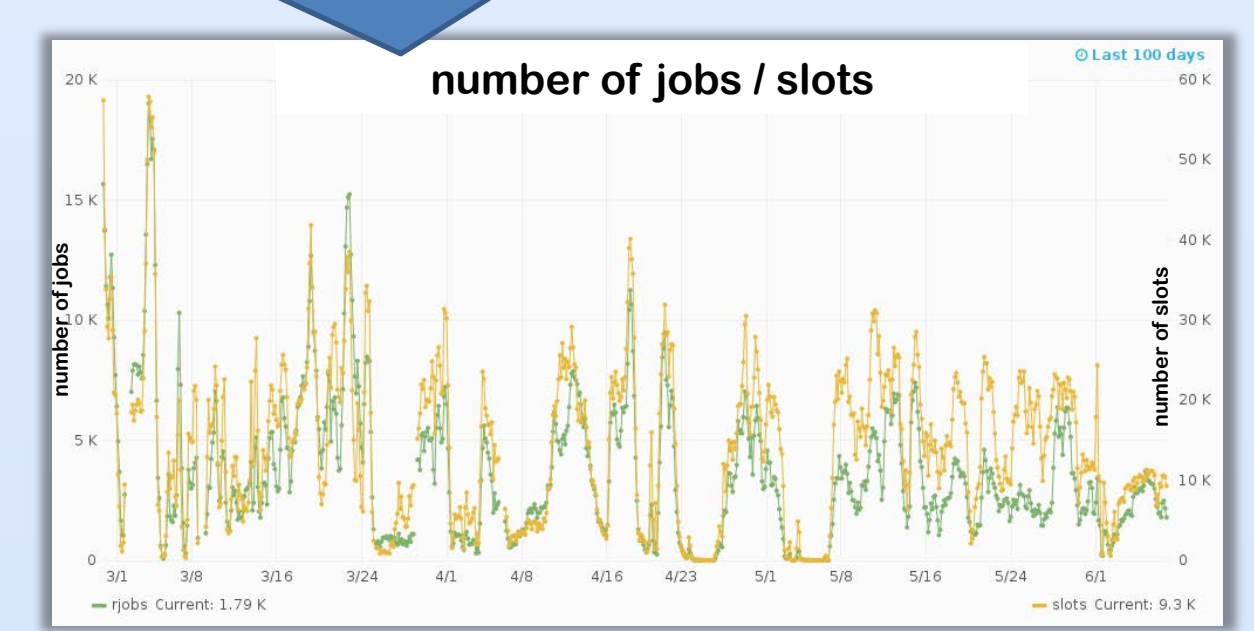 number of jobs / slots
Last 100 days
20 K
15 K
10 K
5 K
0
number of jobs
60 K
50 K
40 K
30 K
20 K
10 K
0
number of slots
3/1 3/8 3/16 3/24 4/1 4/8 4/16 4/23 5/1 5/8 5/16 5/24 6/1
rjobs Current: 1.79 K
slots Current: 9.3 K